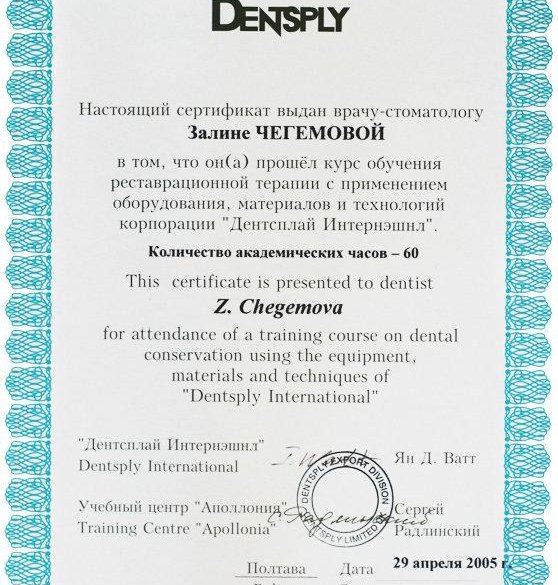 DENTSPLY
Настоящий сертификат выдан врачу-стоматологу
Залине ЧЕГЕМОВОЙ
в том, что он(а) прошёл курс обучения
реставрационной терапии с применением
оборудования, материалов и технологий
корпорации "Дентсплай Интернэшнл".
Количество академических часов – 60
This certificate is presented to dentist
Z. Chegemova
for attendance of a training course on dental
conservation using the equipment,
materials and techniques of
"Dentsply International"
"Дентсплай Интернэшнл"
Dentsply International
Ян Д. Ватт
DENTSPLY EXPORT DIVISION
DENTSPLY LIMITED
Учебный центр "Аполлония"
Training Centre "Apollonia"
Сергей
Радлинский
Полтава Дата 29 апреля 2005 г.